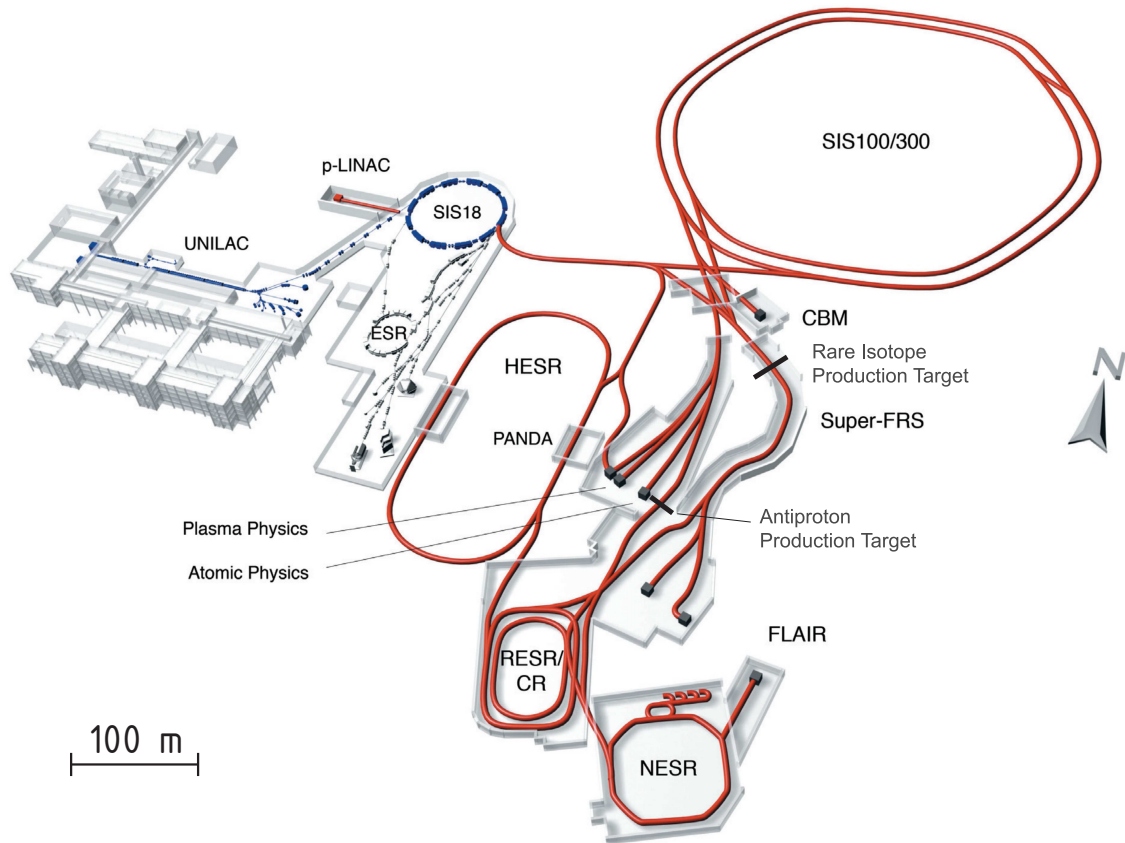 SIS100/300
p-LINAC
SIS18
UNILAC
CBM
ESR
Rare Isotope
Production Target
HESR
N
Super-FRS
PANDA
Plasma Physics
Antiproton
Production Target
Atomic Physics
FLAIR
RESR/
CR
100 m
NESR